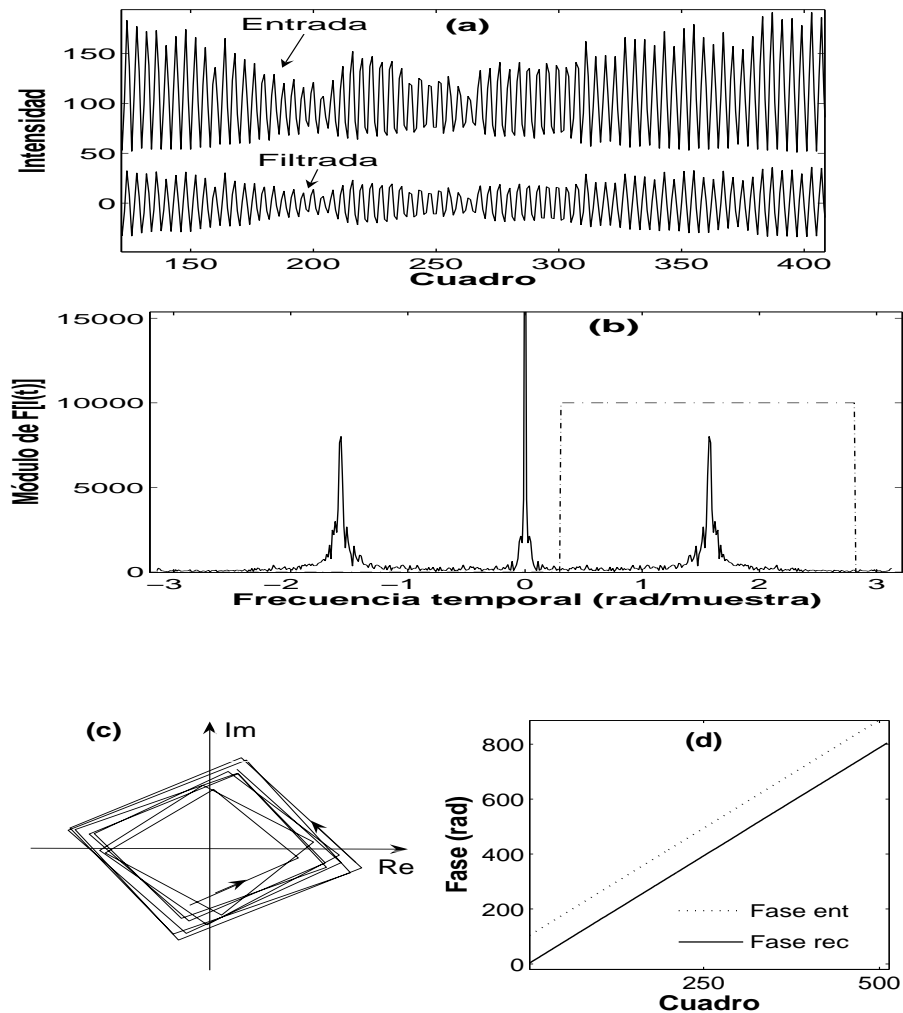 (a)
Entrada
Filtrada
Intensidad
150
100
50
0
150
200
250
300
350
400
Cuadro
(b)
Módulo de F[I(t)]
15000
10000
5000
0
−3
−2
−1
0
1
2
3
Frecuencia temporal (rad/muestra)
(c)
Im
Re
(d)
Fase (rad)
800
600
400
200
0
Fase ent
Fase rec
250
500
Cuadro